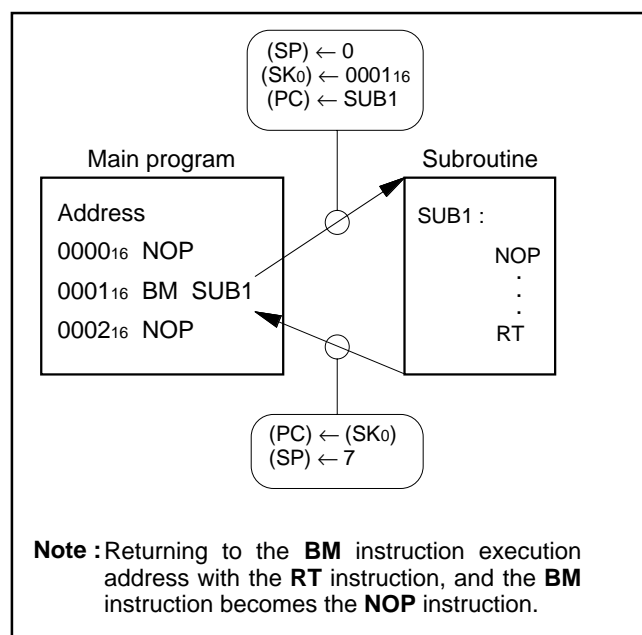 (SP) ← 0
(SK0) ← 000116
(PC) ← SUB1
Main program
Subroutine
Address
000016 NOP
000116 BM SUB1
000216 NOP
SUB1 :
NOP
.
.
.
RT
(PC) ← (SK0)
(SP) ← 7
Note : Returning to the BM instruction execution
address with the RT instruction, and the BM
instruction becomes the NOP instruction.